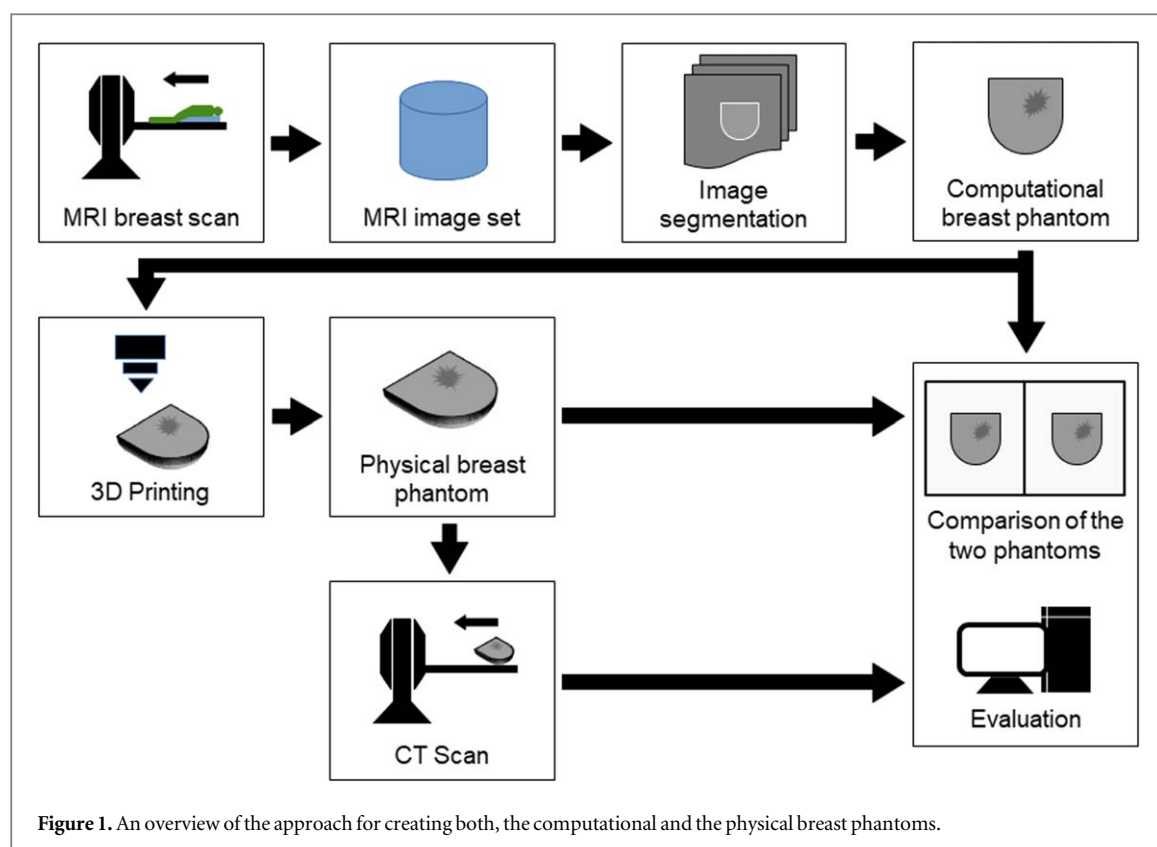 MRI breast scan
MRI image set
Image
segmentation
Computational
breast phantom
3D Printing
Physical breast
phantom
Comparison of the
two phantoms
CT Scan
Evaluation
Figure 1. An overview of the approach for creating both, the computational and the physical breast phantoms.